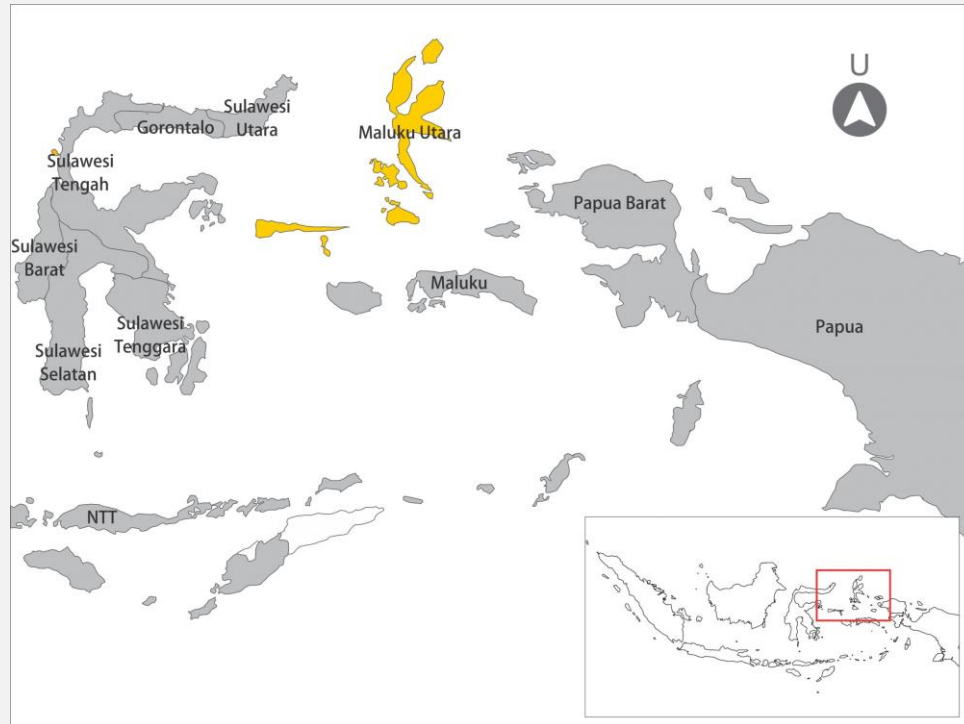 U
Sulawesi
Utara
Gorontalo
Maluku Utara
Sulawesi
Tengah
Papua Barat
Sulawesi
Barat
Maluku
Sulawesi
Tenggara
Papua
Sulawesi
Selatan
NTT